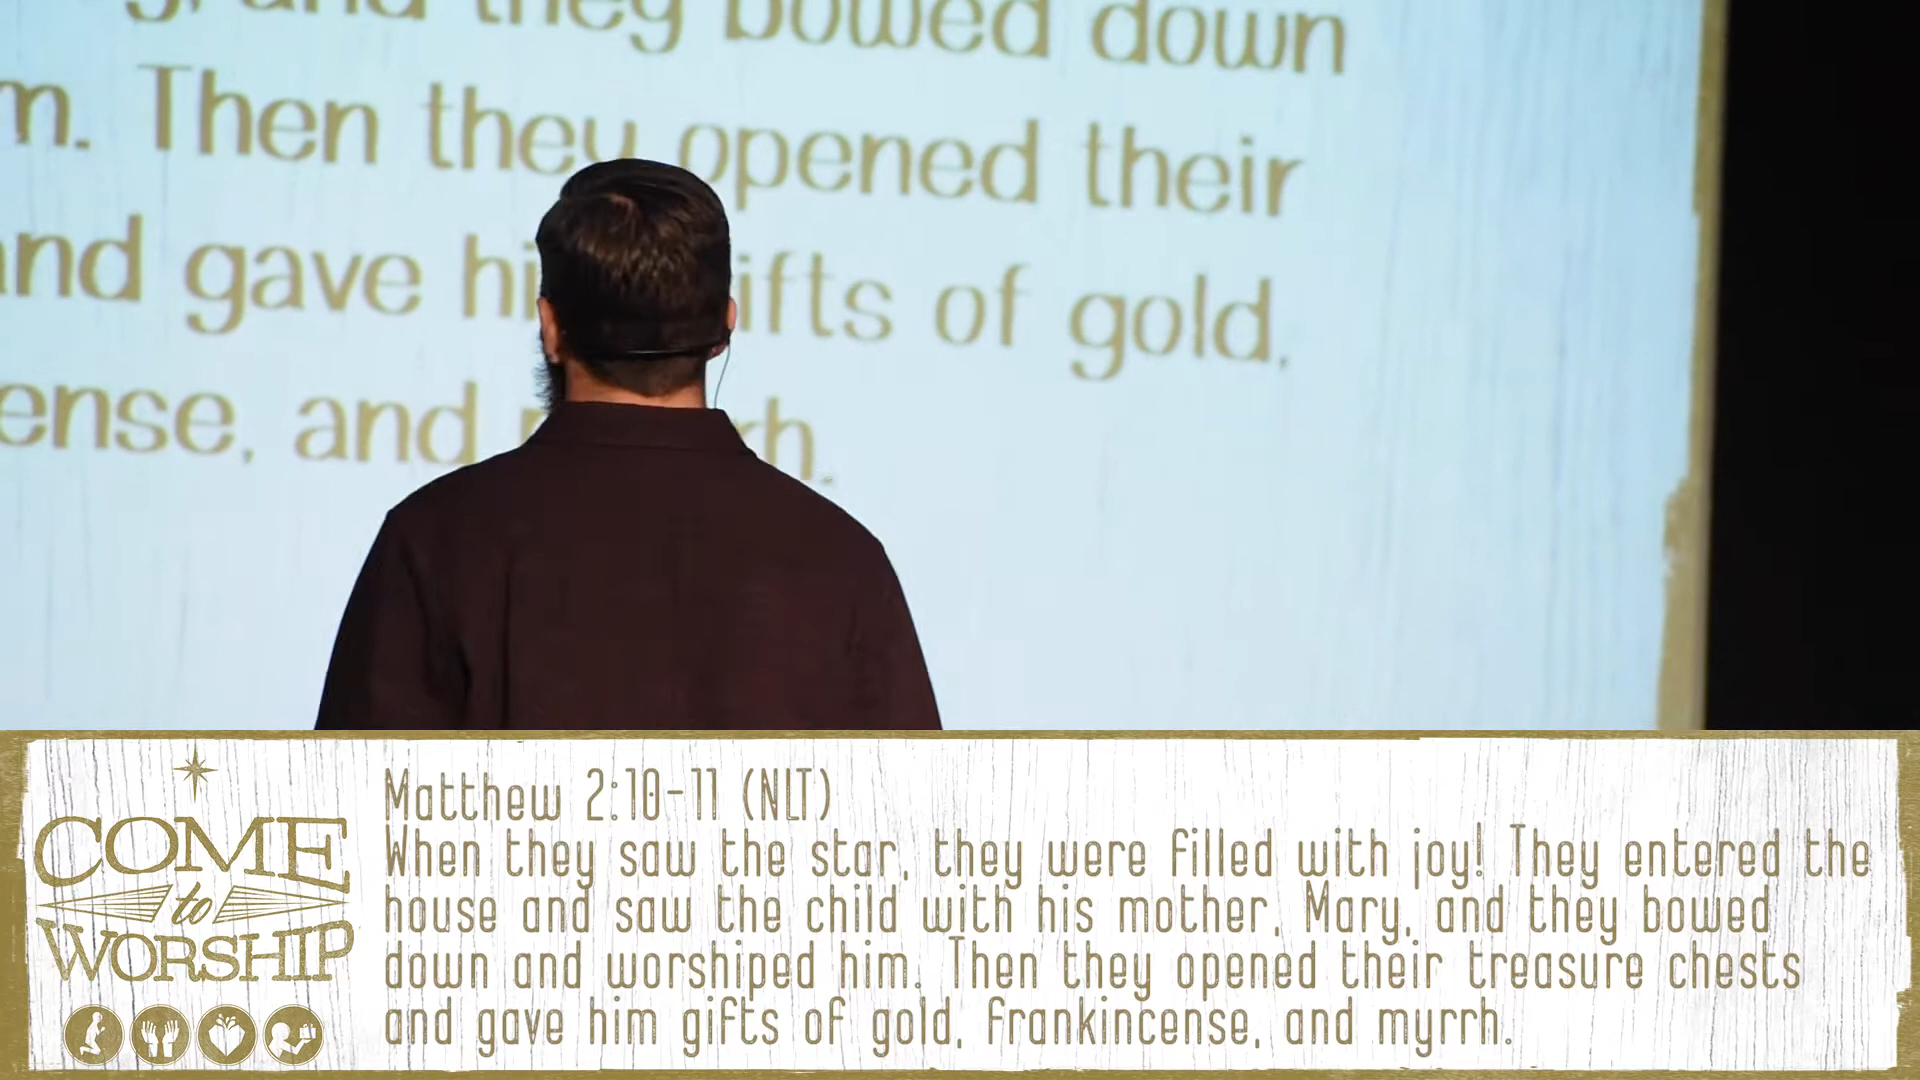 and they bowed down
m. Then they opened their
and gave hi ifts of gold,
ense, and rh.
COME
to
WORSHIP
Matthew 2:10-11 (NLT)
When they saw the star, they were filled with joy! They entered the
house and saw the child with his mother, Mary, and they bowed
down and worshiped him. Then they opened their treasure chests
and gave him gifts of gold, frankincense, and myrrh.